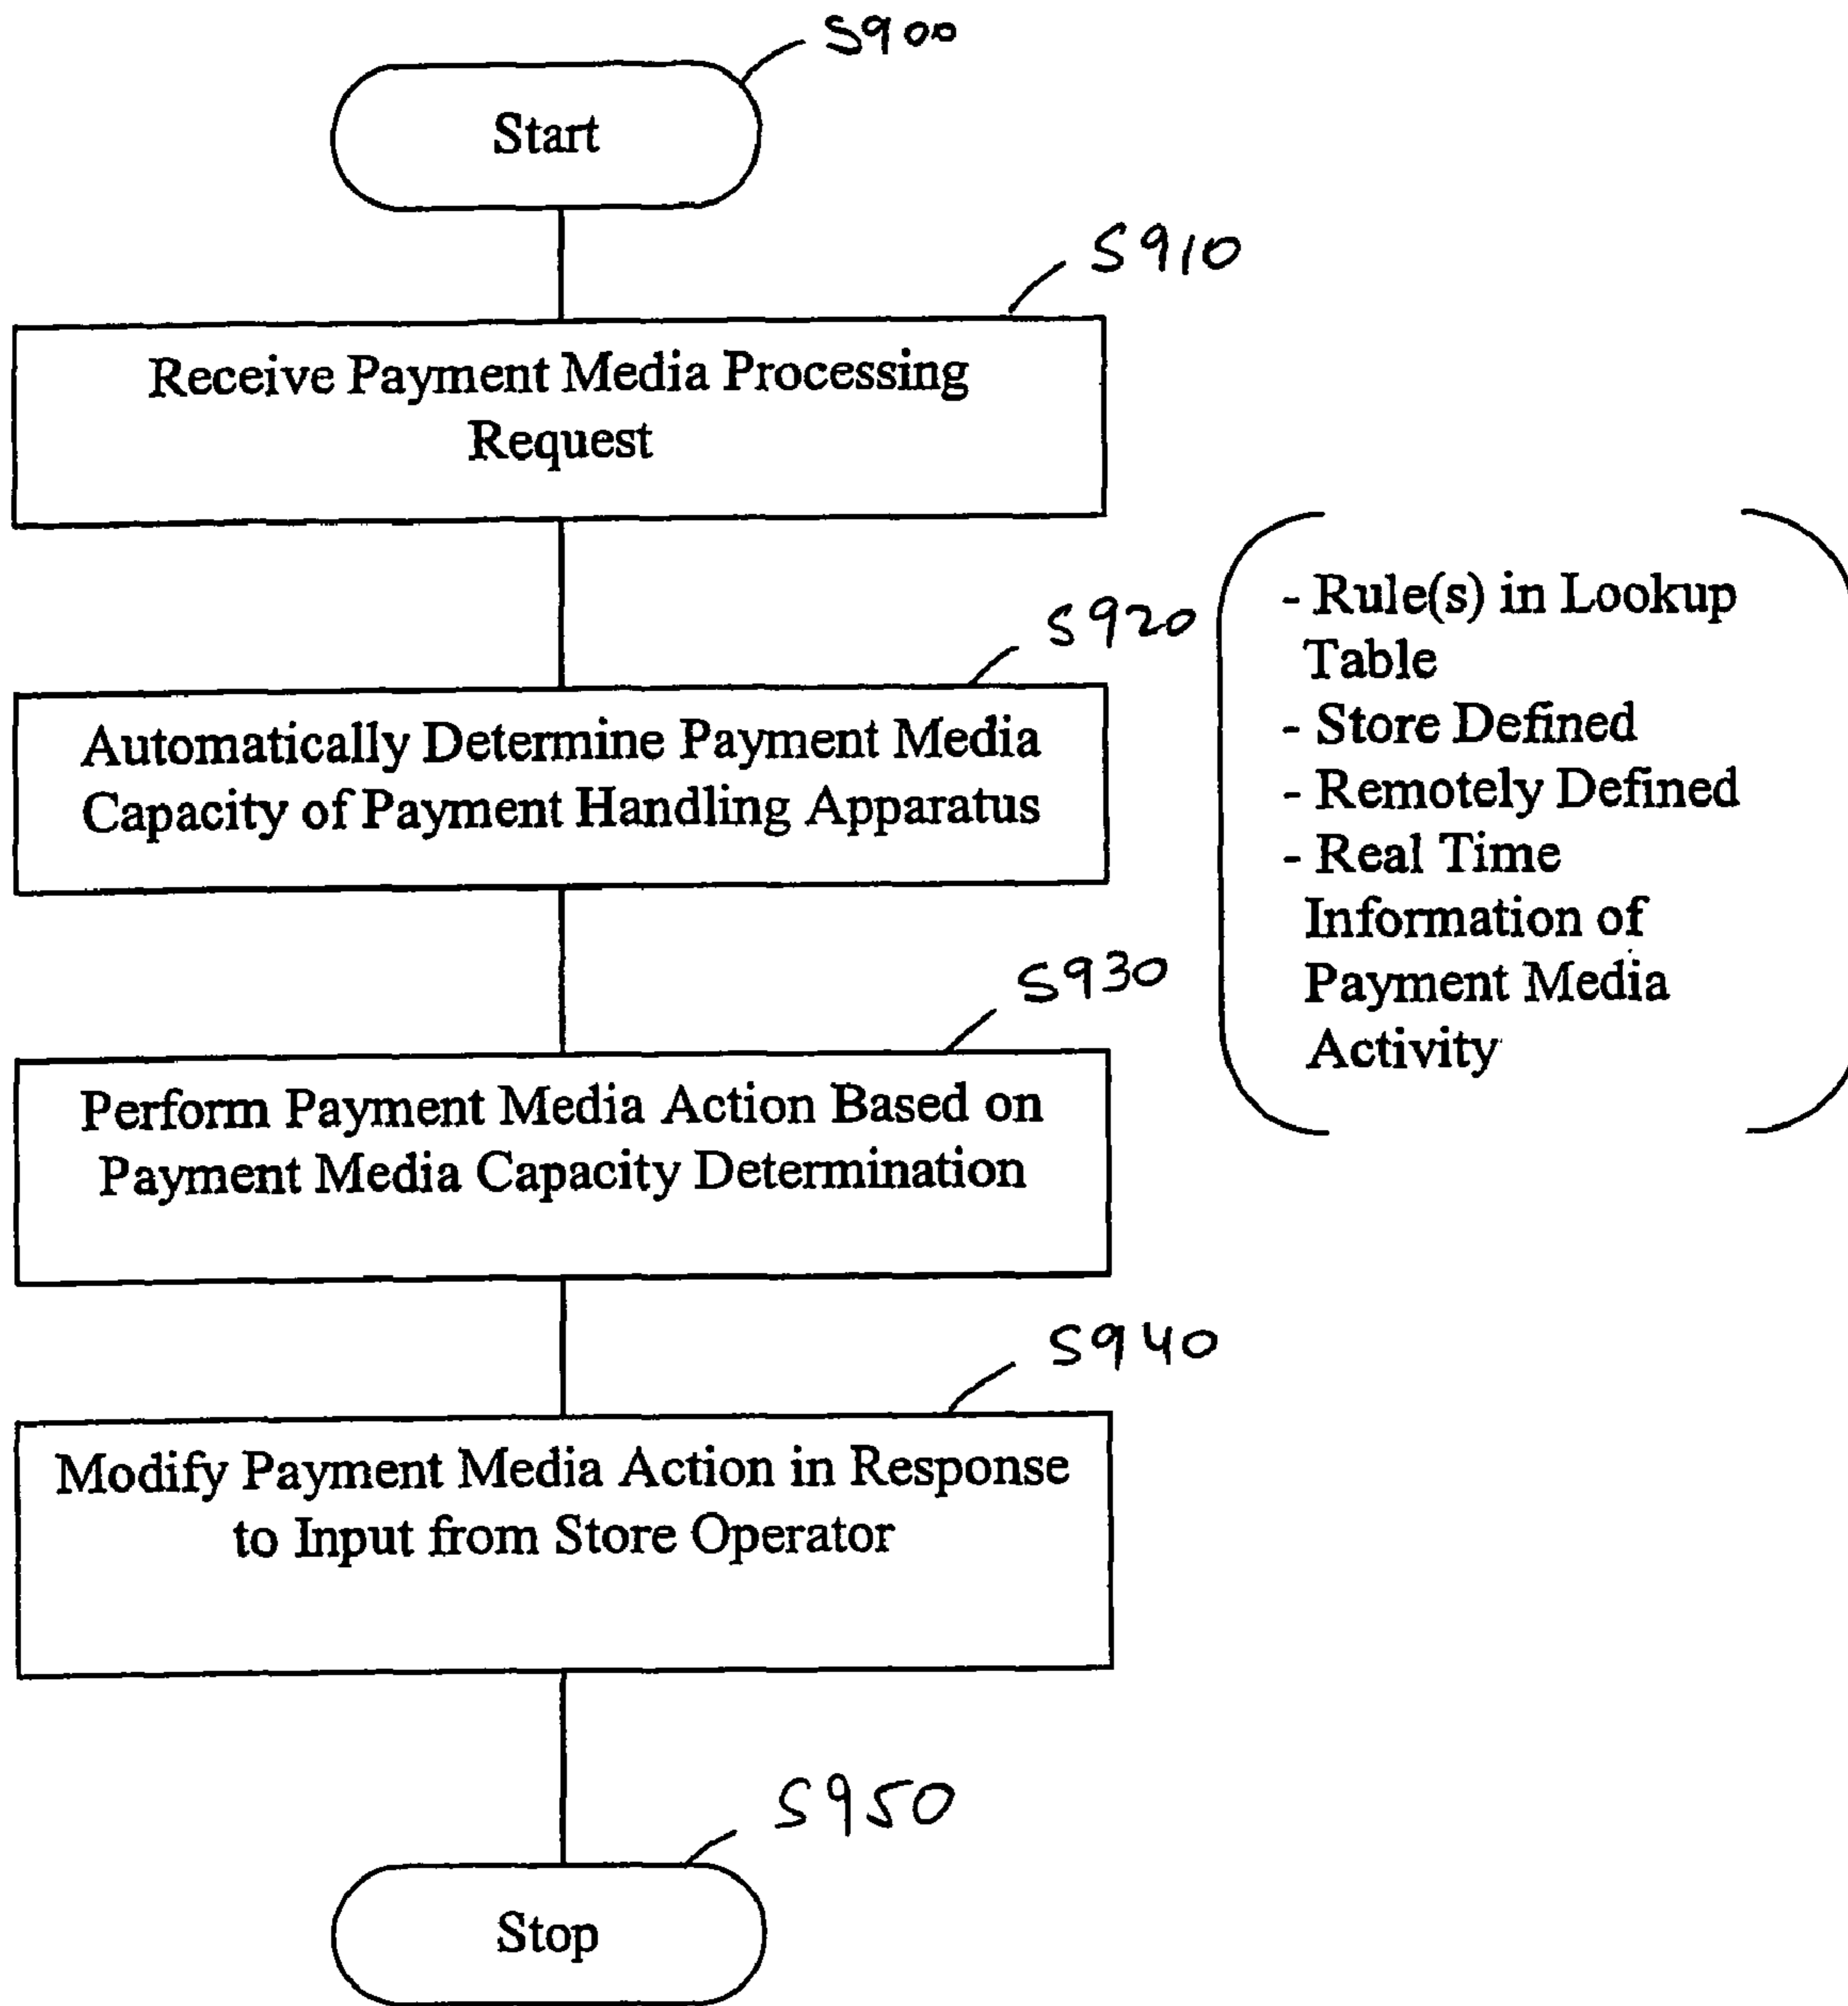 S900
Start
S910
Receive Payment Media Processing
Request
S920
Automatically Determine Payment Media
Capacity of Payment Handling Apparatus
- Rule(s) in Lookup
Table
- Store Defined
- Remotely Defined
- Real Time
Information of
Payment Media
Activity
S930
Perform Payment Media Action Based on
Payment Media Capacity Determination
S940
Modify Payment Media Action in Response
to Input from Store Operator
S950
Stop